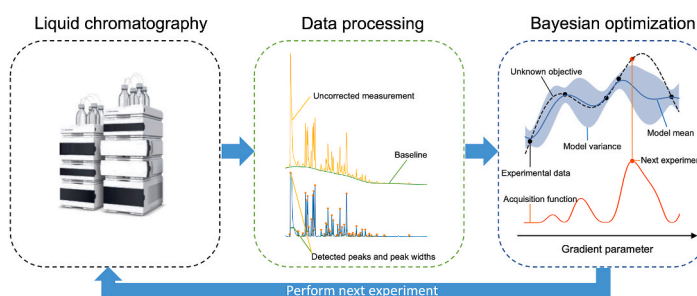 Liquid chromatography
Data processing
Bayesian optimization
Uncorrected measurement
Baseline
Detected peaks and peak widths
Unknown objective
Model mean
Model variance
Experimental data
Next experimen
Acquisition function
Gradient parameter
Perform next experiment